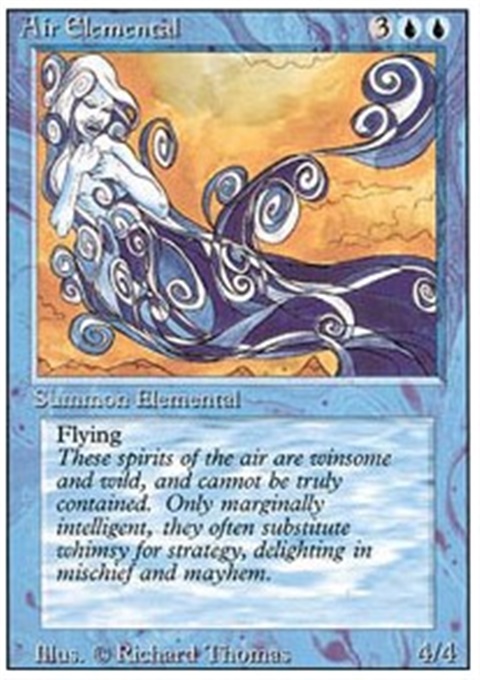 Air Elemental 3
Summon Elemental
Flying
These spirits of the air are winsome
and wild, and cannot be truly
contained. Only marginally
intelligent, they often substitute
whimsy for strategy, delighting in
mischief and mayhem.
Illus. © Richard Thomas 4/4